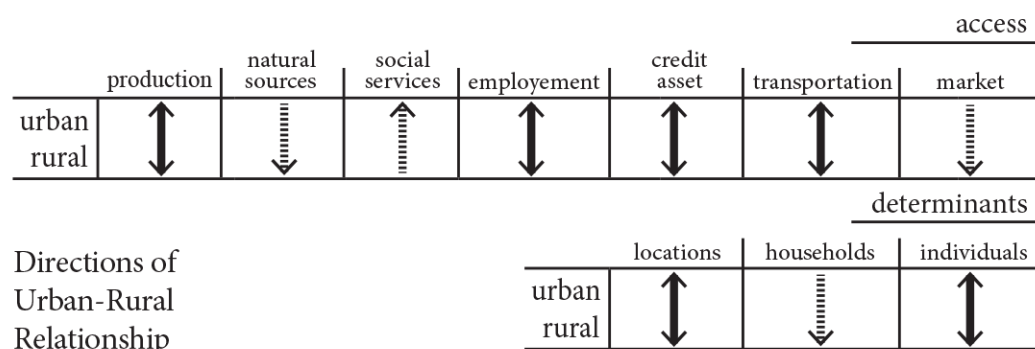 access
production natural sources social services employement credit asset transportation market
urban
rural
determinants
locations households individuals
urban
rural
Directions of
Urban-Rural
Relationship